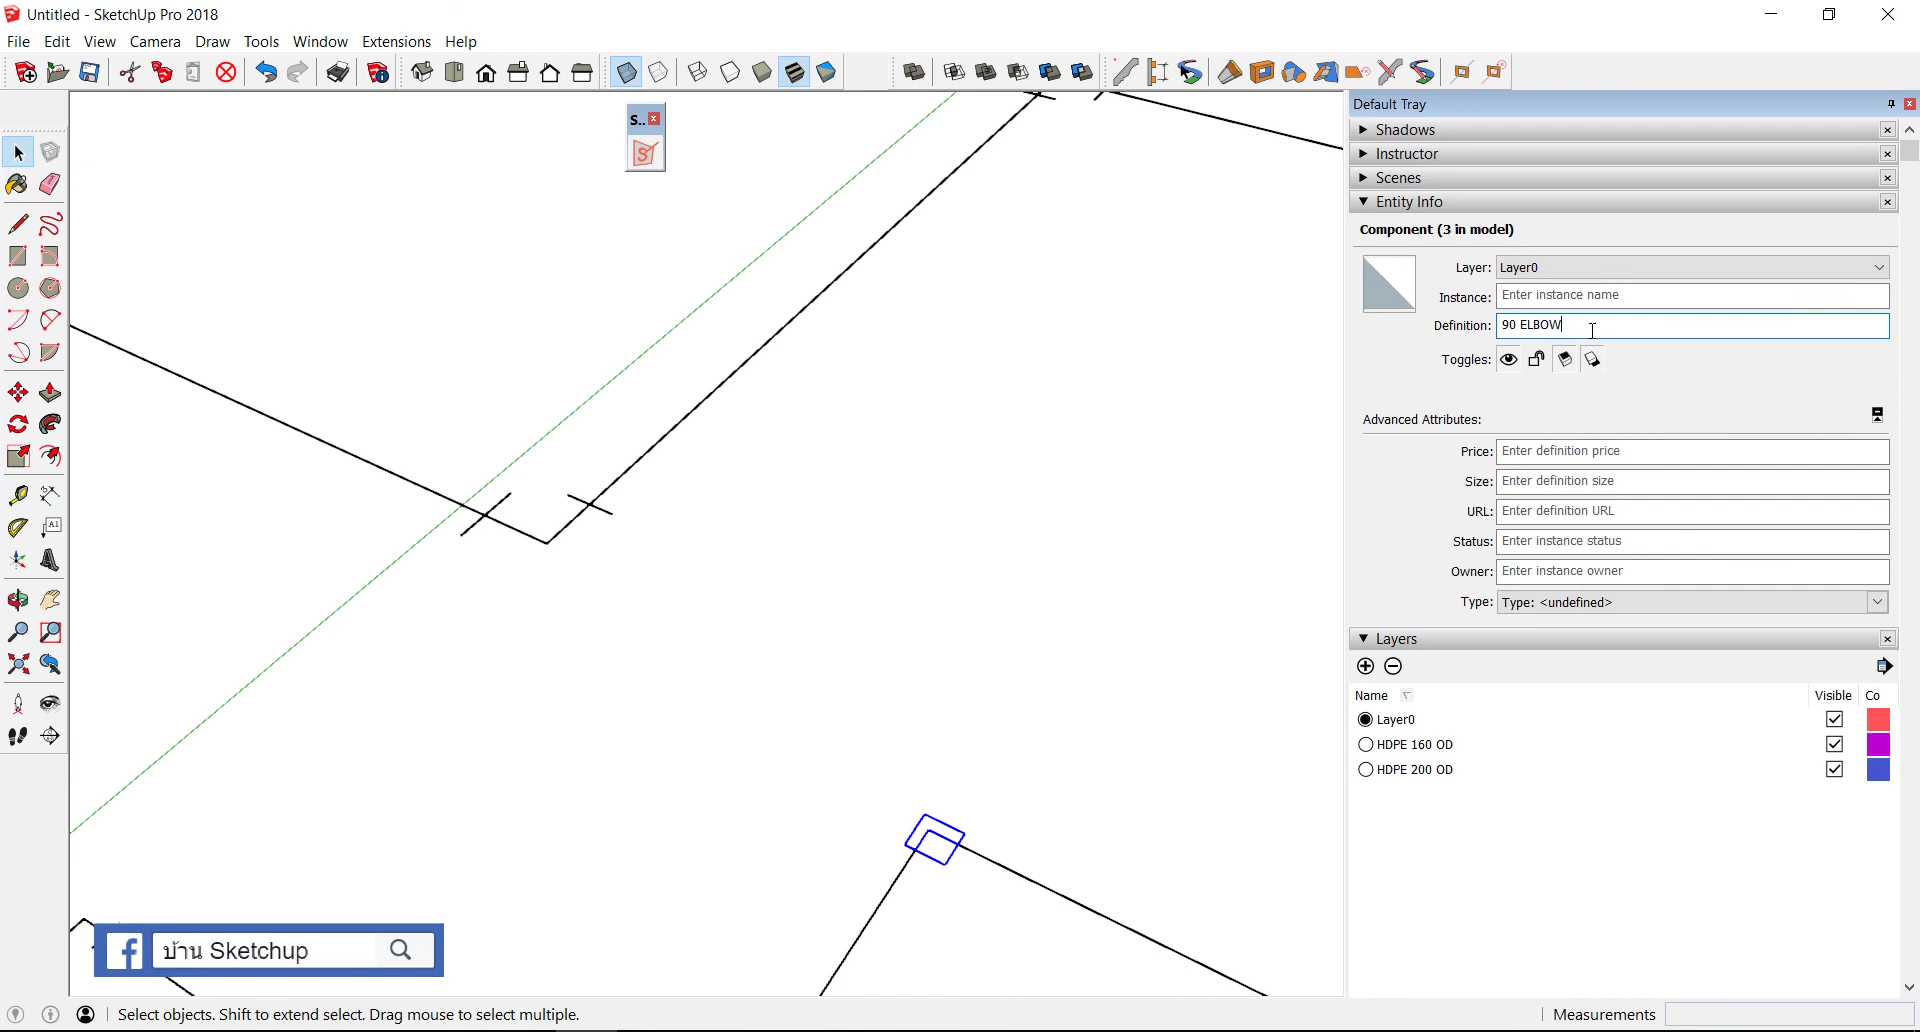 Untitled - SketchUp Pro 2018
File Edit View Camera Draw Tools Window Extensions Help
S..
Default Tray
Shadows
Instructor
Scenes
Entity Info
Component (3 in model)
Layer: Layer0
Instance: Enter instance name
Definition: 90 ELBOW
Toggles:
Advanced Attributes:
Price: Enter definition price
Size: Enter definition size
URL: Enter definition URL
Status: Enter instance status
Owner: Enter instance owner
Type: Type: <undefined>
Layers
Name Visible Co
Layer0
HDPE 160 OD
HDPE 200 OD
A1
f บ้าน Sketchup
Select objects. Shift to extend select. Drag mouse to select multiple.
Measurements